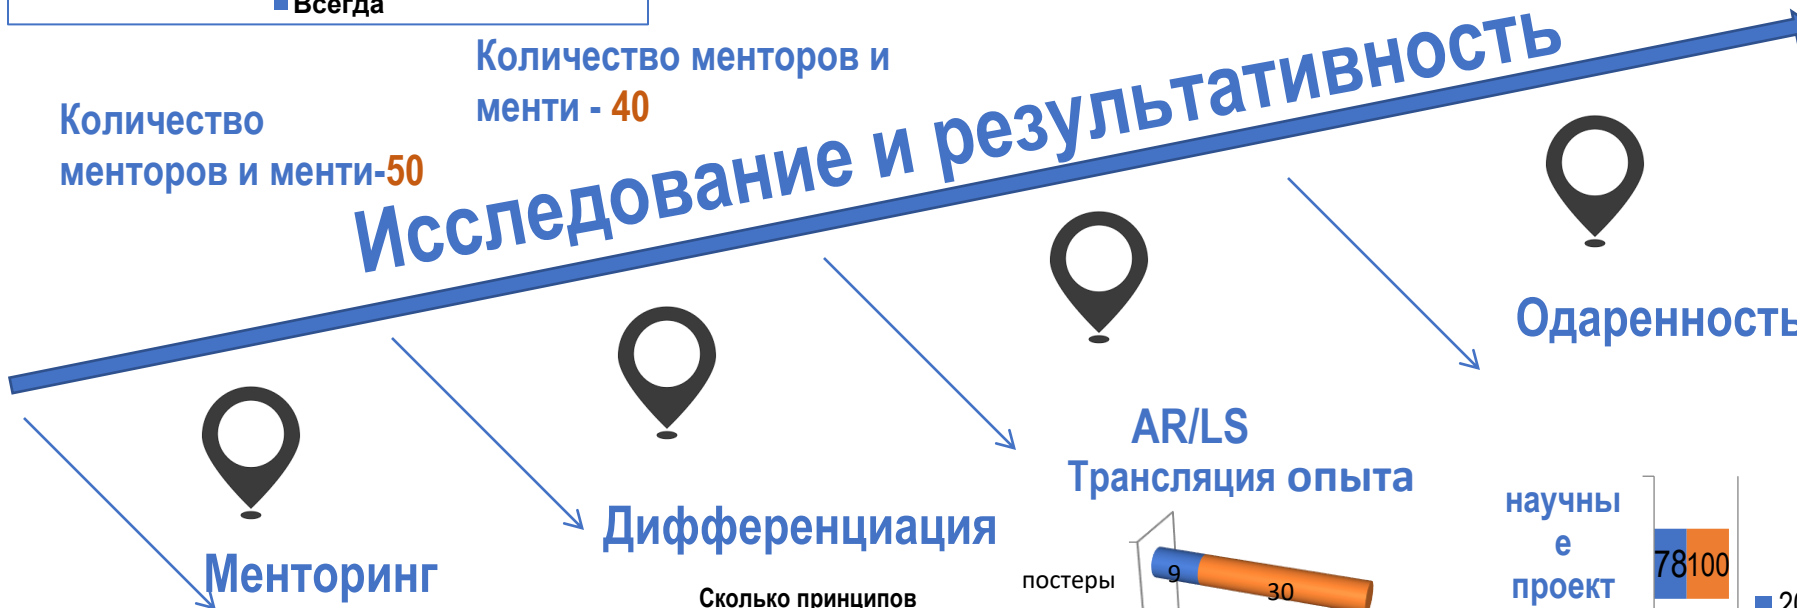 Всегда
Количество менторов и
менти - 40
Количество
менторов и менти-50
Исследование и результативность
Одаренность
AR/LS
Трансляция опыта
Дифференциация
Менторинг
Сколько принципов
постеры
9
30
научны
е
проект
78
100